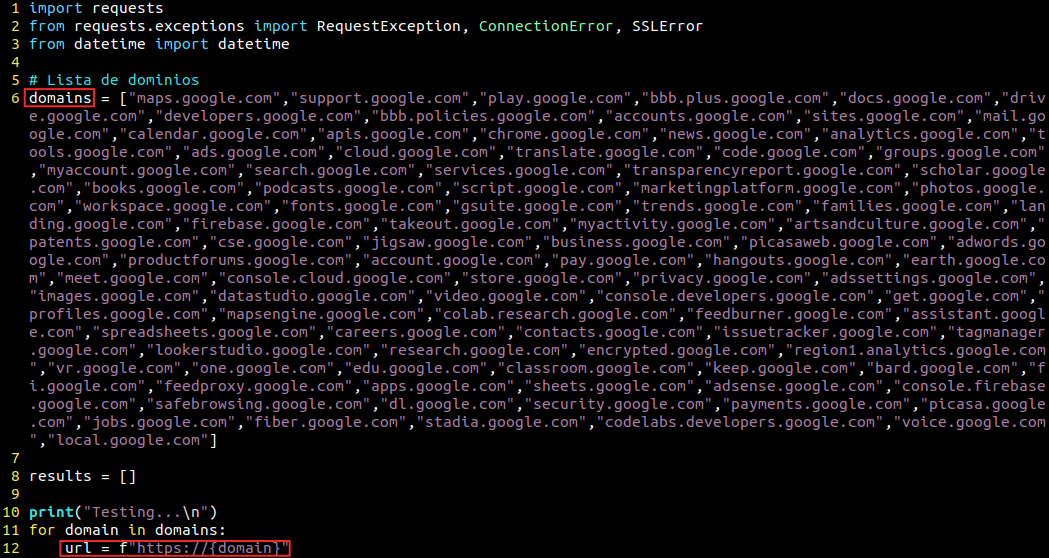 1 import requests
2 from requests.exceptions import RequestException, ConnectionError, SSLError
3 from datetime import datetime
4
5 # Lista de dominios
6 domains = ["maps.google.com","support.google.com","play.google.com","bbb.plus.google.com","docs.google.com","driv
e.google.com","developers.google.com","bbb.policies.google.com","accounts.google.com","sites.google.com","mail.go
ogle.com","calendar.google.com","apis.google.com","chrome.google.com","news.google.com","analytics.google.com","t
ools.google.com","ads.google.com","cloud.google.com","translate.google.com","code.google.com","groups.google.com"
,"myaccount.google.com","search.google.com","services.google.com","transparencyreport.google.com","scholar.google
.com","books.google.com","podcasts.google.com","script.google.com","marketingplatform.google.com","photos.google.
com","workspace.google.com","fonts.google.com","gsuite.google.com","trends.google.com","families.google.com","lan
ding.google.com","firebase.google.com","takeout.google.com","myactivity.google.com","artsandculture.google.com","
patents.google.com","cse.google.com","jigsaw.google.com","business.google.com","picasaweb.google.com","adwords.go
ogle.com","productforums.google.com","account.google.com","pay.google.com","hangouts.google.com","earth.google.co
m","meet.google.com","console.cloud.google.com","store.google.com","privacy.google.com","adssettings.google.com",
"images.google.com","datastudio.google.com","video.google.com","console.developers.google.com","get.google.com","
profiles.google.com","mapsengine.google.com","colab.research.google.com","feedburner.google.com","assistant.googl
e.com","spreadsheets.google.com","careers.google.com","contacts.google.com","issuetracker.google.com","tagmanager
.google.com","lookerstudio.google.com","research.google.com","encrypted.google.com","region1.analytics.google.com
","vr.google.com","one.google.com","edu.google.com","classroom.google.com","keep.google.com","bard.google.com","f
i.google.com","feedproxy.google.com","apps.google.com","sheets.google.com","adsense.google.com","console.firebase
.google.com","safebrowsing.google.com","dl.google.com","security.google.com","payments.google.com","picasa.google
.com","jobs.google.com","fiber.google.com","stadia.google.com","codelabs.developers.google.com","voice.google.com
","local.google.com"]
7
8 results = []
9
10 print("Testing...\n")
11 for domain in domains:
12     url = f"https://{domain}"